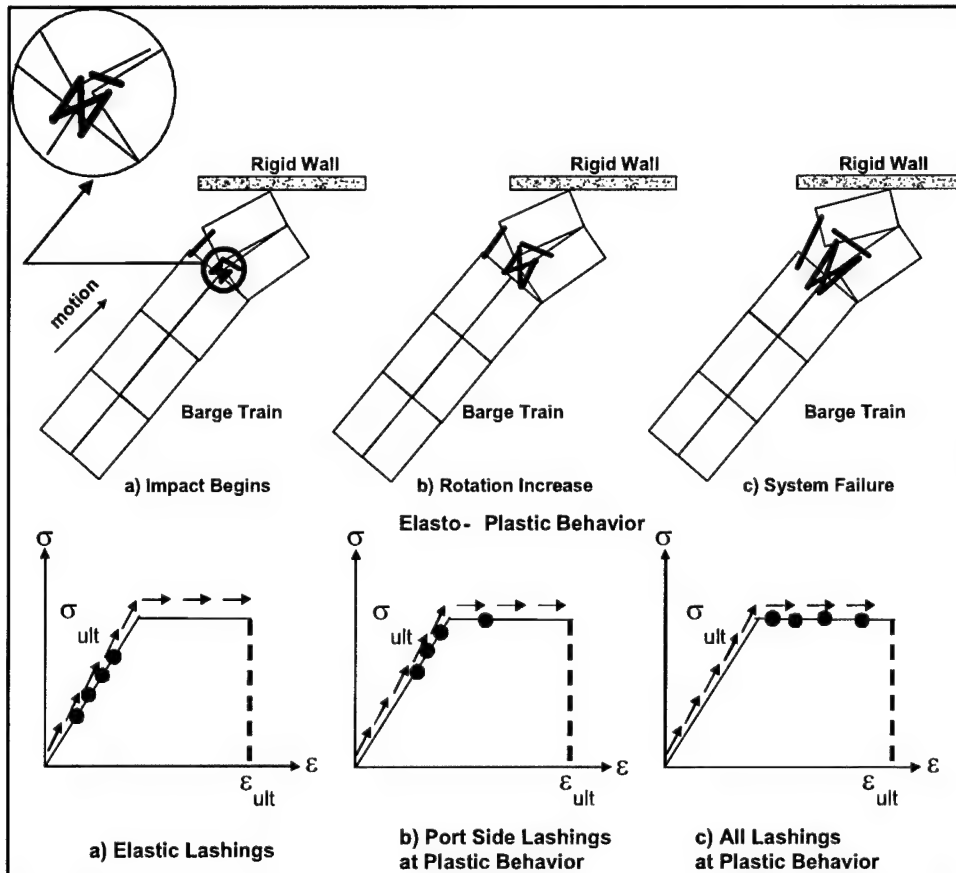 Rigid Wall
Rigid Wall
Rigid Wall
motion
Barge Train
Barge Train
Barge Train
a) Impact Begins
b) Rotation Increase
c) System Failure
Elasto- Plastic Behavior
σ
σ
σ
σ
ult
σ
ult
σ
ult
ε
ε
ε
ε
ult
ε
ult
ε
ult
a) Elastic Lashings
b) Port Side Lashings
at Plastic Behavior
c) All Lashings
at Plastic Behavior